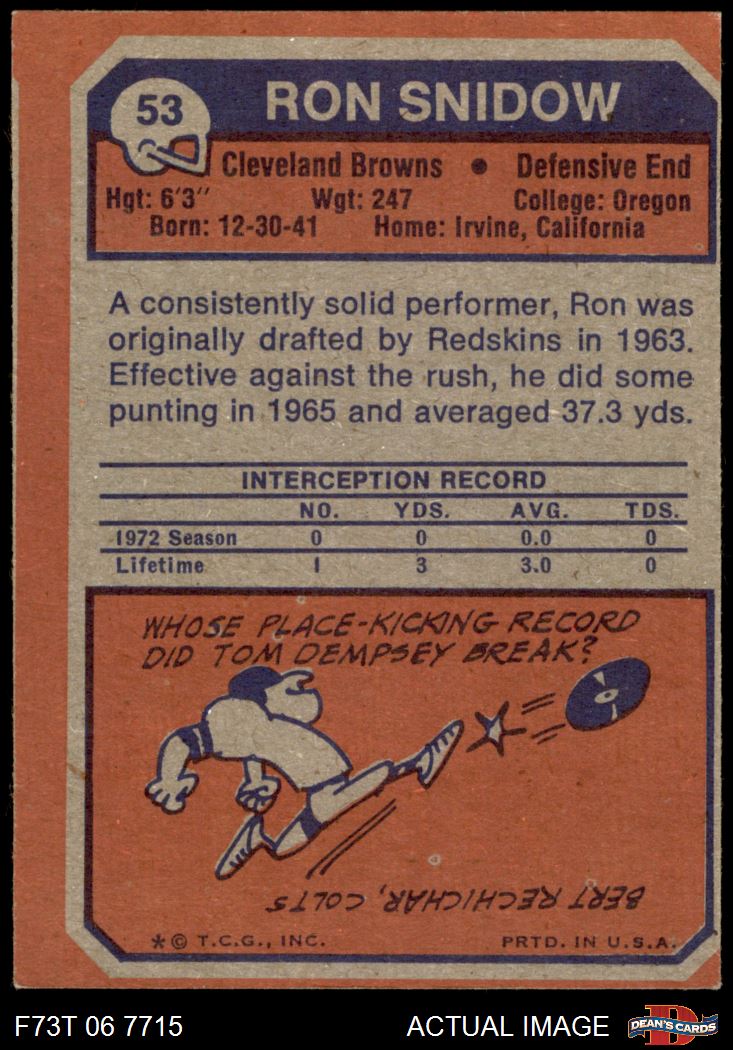 53
RON SNIDOW
Cleveland Browns • Defensive End
Hgt: 6'3" Wgt: 247 College: Oregon
Born: 12-30-41 Home: Irvine, California
A consistently solid performer, Ron was
originally drafted by Redskins in 1963.
Effective against the rush, he did some
punting in 1965 and averaged 37.3 yds.
INTERCEPTION RECORD
NO. YDS. AVG. TDS.
1972 Season 0 0 0.0 0
Lifetime 1 3 3.0 0
WHOSE PLACE-KICKING RECORD
DID TOM DEMPSEY BREAK?
BERT RECHICHAR, COLTS
*© T.C.G., INC. PRTD. IN U.S.A.
F73T 06 7715 ACTUAL IMAGE DEAN'S CARDS